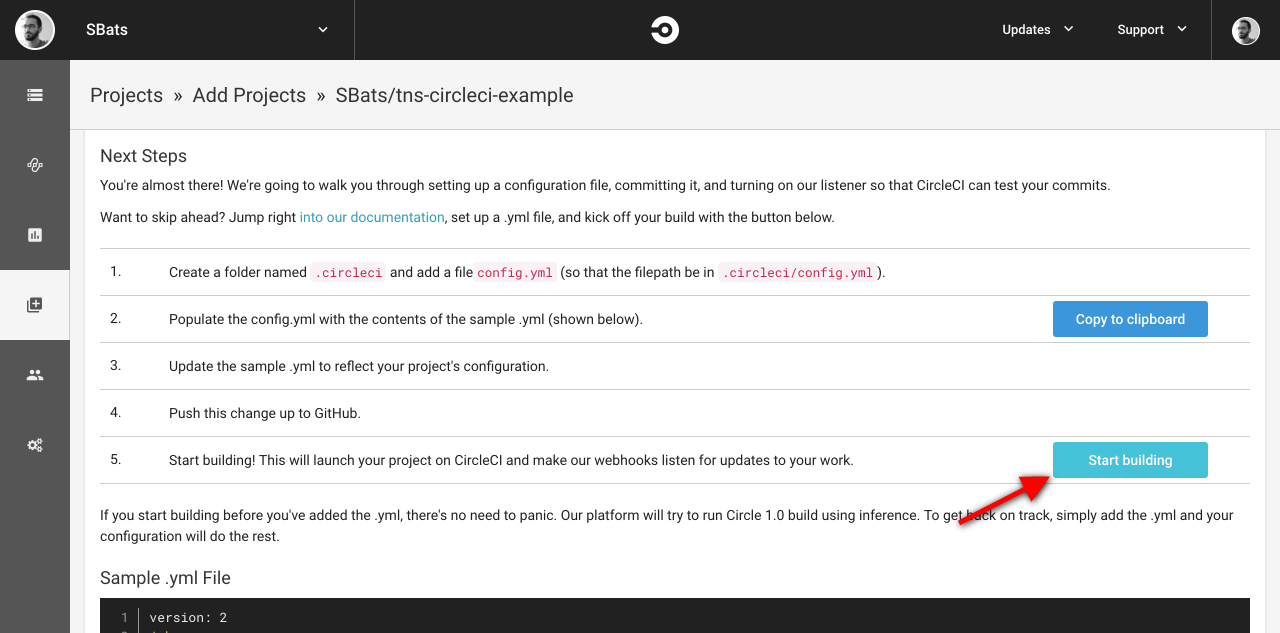 SBats
Updates
Support
Projects » Add Projects » SBats/tns-circleci-example
Next Steps
You're almost there! We're going to walk you through setting up a configuration file, committing it, and turning on our listener so that CircleCI can test your commits.
Want to skip ahead? Jump right into our documentation, set up a .yml file, and kick off your build with the button below.
1. Create a folder named .circleci and add a file config.yml (so that the filepath be in .circleci/config.yml ).
2. Populate the config.yml with the contents of the sample .yml (shown below).
Copy to clipboard
3. Update the sample .yml to reflect your project's configuration.
4. Push this change up to GitHub.
5. Start building! This will launch your project on CircleCI and make our webhooks listen for updates to your work.
Start building
If you start building before you've added the .yml, there's no need to panic. Our platform will try to run Circle 1.0 build using inference. To get back on track, simply add the .yml and your
configuration will do the rest.
Sample .yml File
1 version: 2